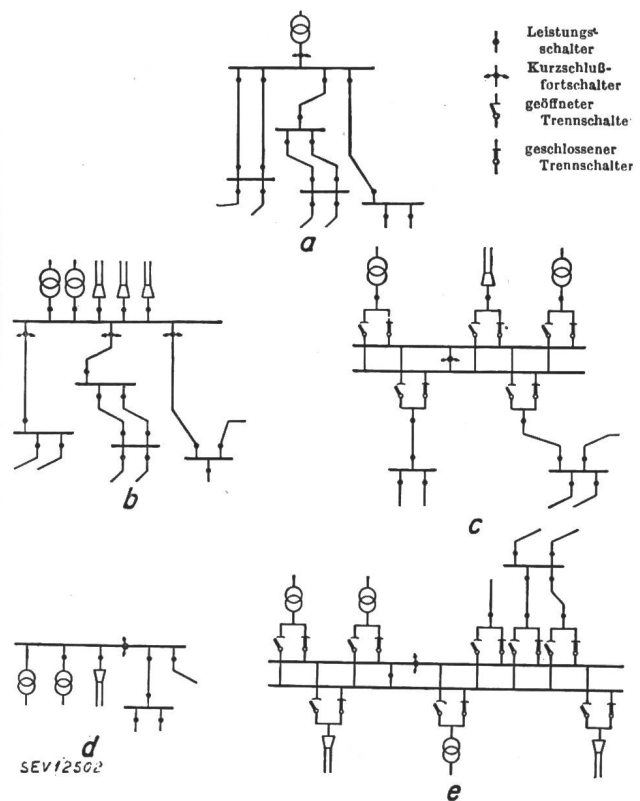 Leistungs-
schalter
Kurzschluß-
fortschalter
geöffneter
Trennschalte
geschlossener
Trennschalter
a
b
c
d
SEV12502
e